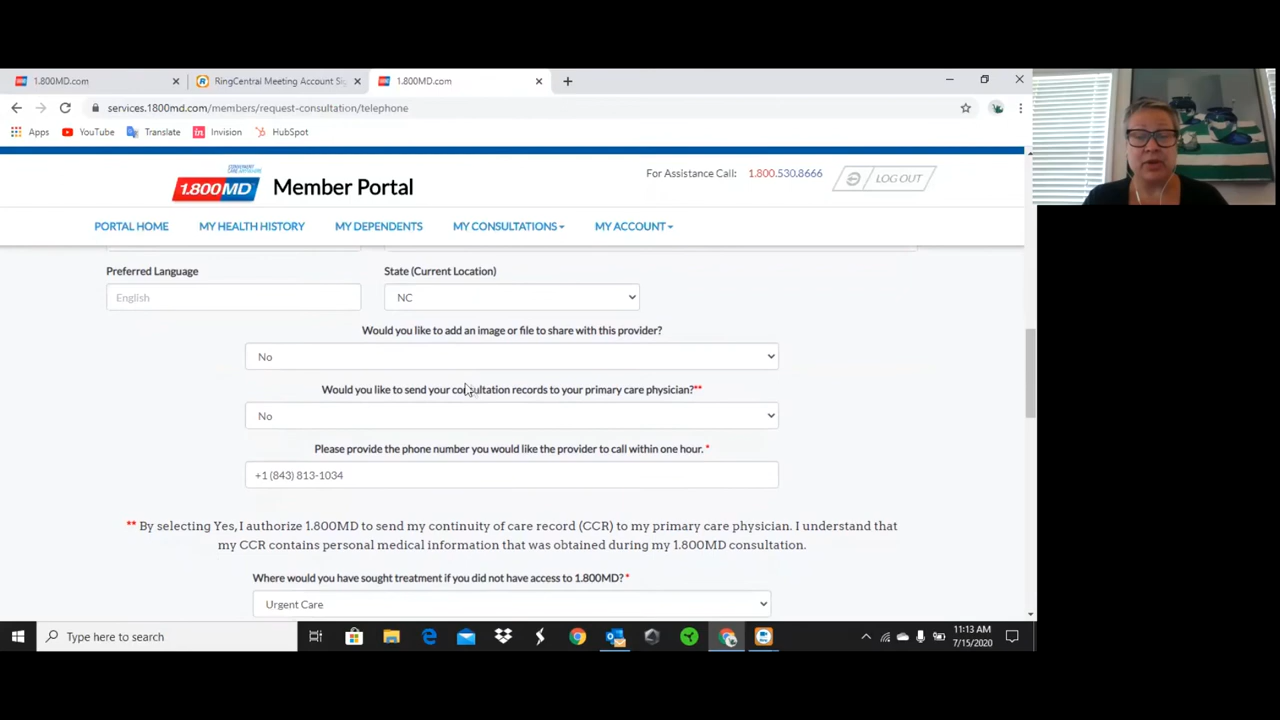 1.800MD.com
RingCentral Meeting Account Sic
1.800MD.com
services.1800md.com/members/request-consultation/telephone
Apps
YouTube
Translate
Invision
HubSpot
1.800MD
Member Portal
For Assistance Call: 1.800.530.8666
LOG OUT
PORTAL HOME
MY HEALTH HISTORY
MY DEPENDENTS
MY CONSULTATIONS
MY ACCOUNT
Preferred Language
State (Current Location)
English
NC
Would you like to add an image or file to share with this provider?
No
Would you like to send your consultation records to your primary care physician?**
No
Please provide the phone number you would like the provider to call within one hour. *
+1 (843) 813-1034
** By selecting Yes, I authorize 1.800MD to send my continuity of care record (CCR) to my primary care physician. I understand that
my CCR contains personal medical information that was obtained during my 1.800MD consultation.
Where would you have sought treatment if you did not have access to 1.800MD? *
Urgent Care
Type here to search
11:13 AM
7/15/2020